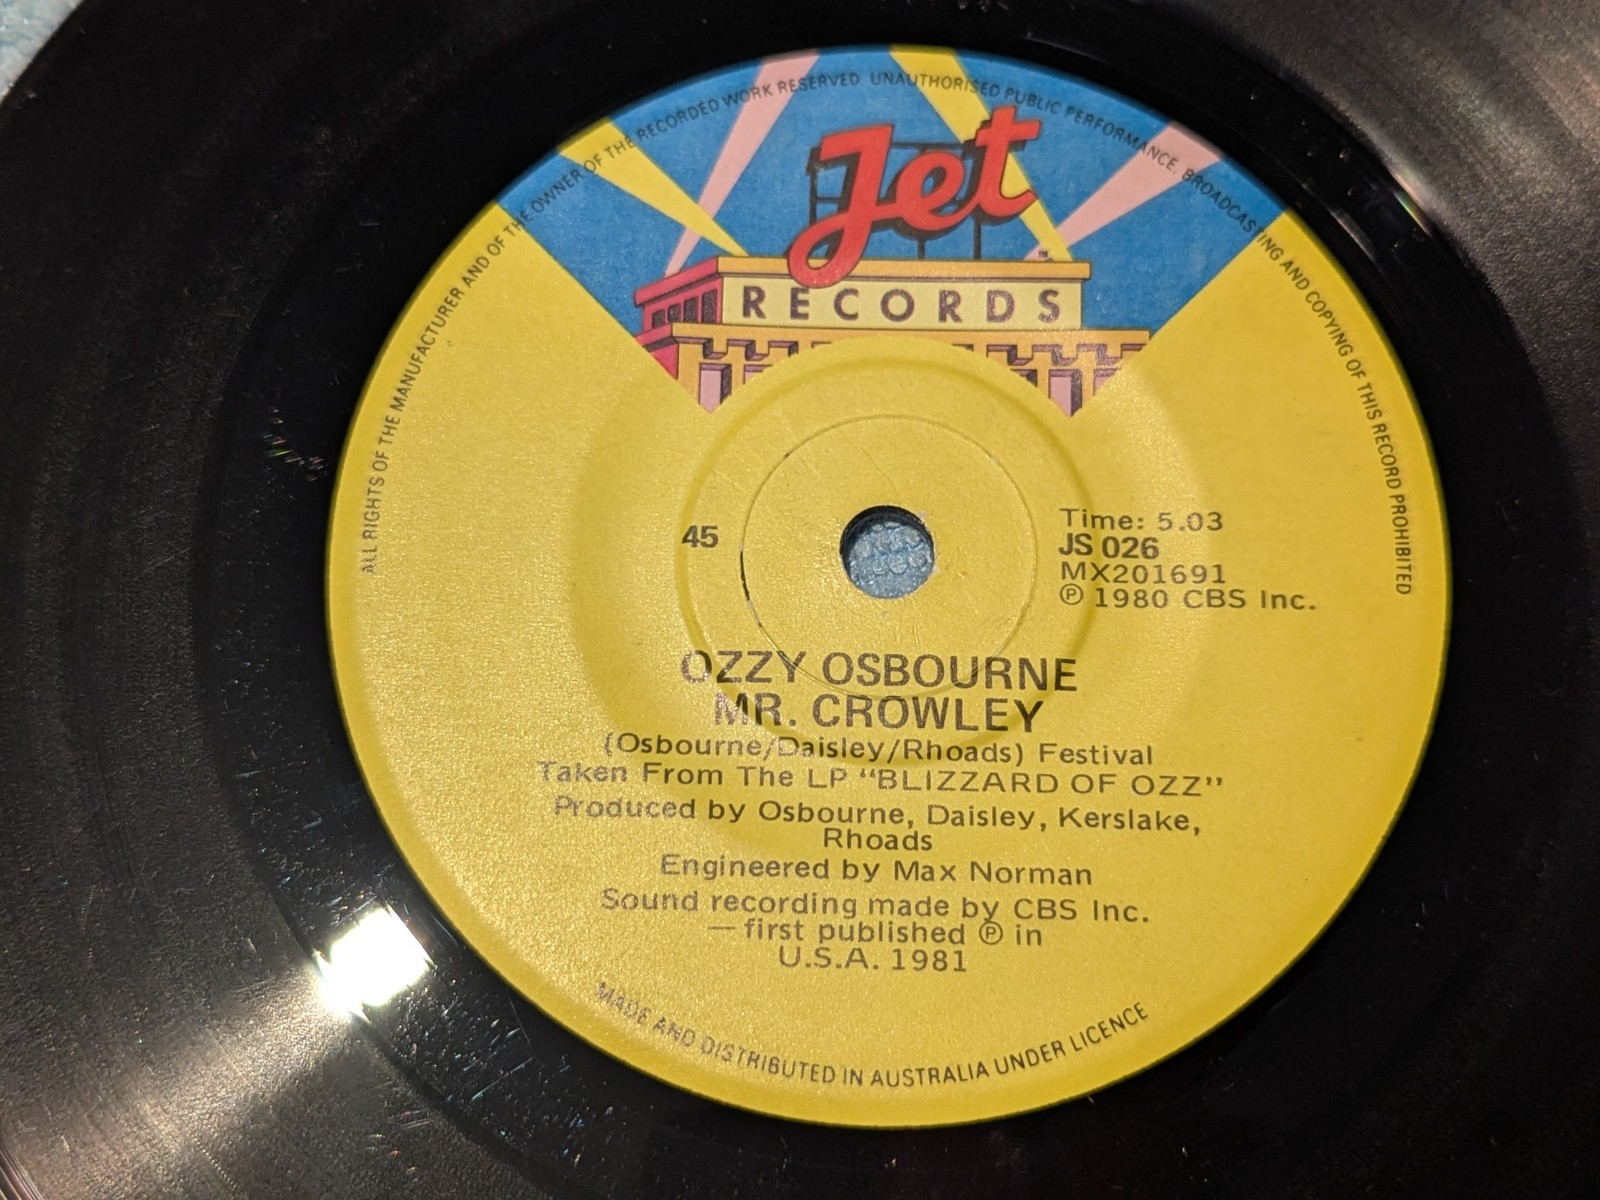 ALL RIGHTS OF THE MANUFACTURER AND OF THE OWNER OF THE RECORDED WORK RESERVED UNAUTHORISED PUBLIC PERFORMANCE, BROADCASTING AND COPYING OF THIS RECORD PROHIBITED
Jet
TM
RECORDS
45
Time: 5.03
JS 026
MX201691
℗ 1980 CBS Inc.
OZZY OSBOURNE
MR. CROWLEY
(Osbourne/Daisley/Rhoads) Festival
Taken From The LP “BLIZZARD OF OZZ”
Produced by Osbourne, Daisley, Kerslake,
Rhoads
Engineered by Max Norman
Sound recording made by CBS Inc.
— first published ℗ in
U.S.A. 1981
MADE AND DISTRIBUTED IN AUSTRALIA UNDER LICENCE